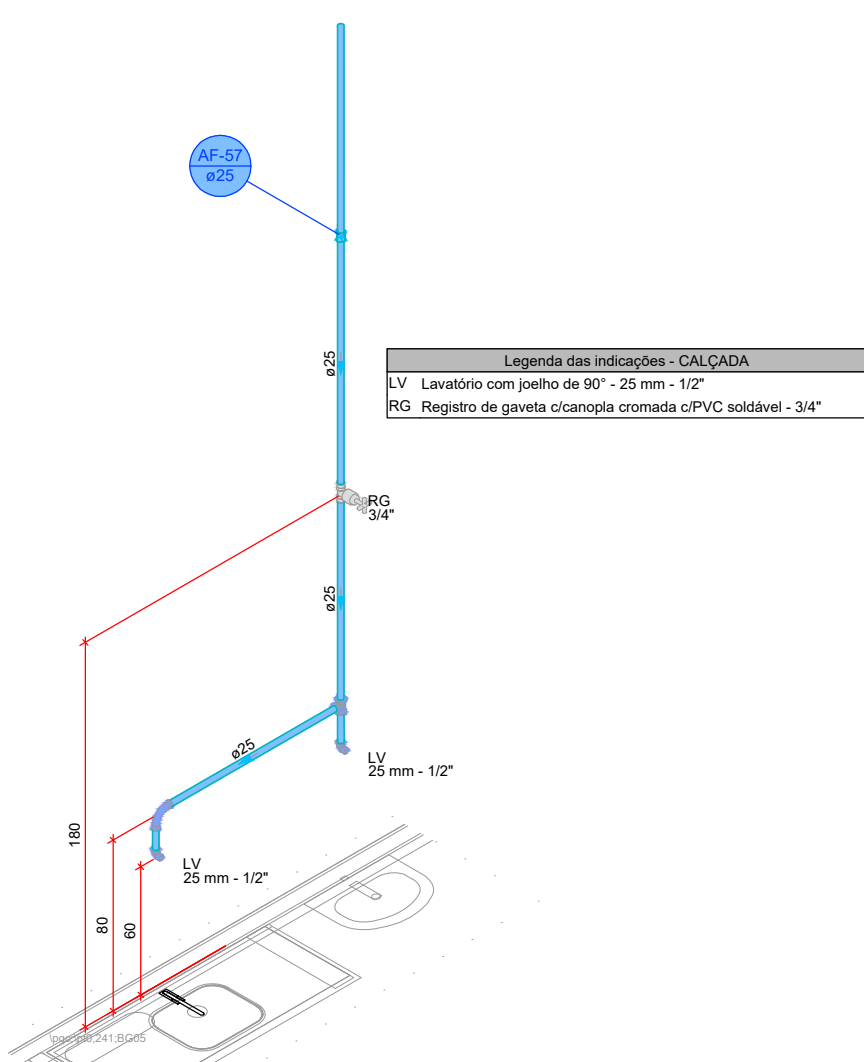 AF-57
ø25
ø25
Legenda das indicações - CALÇADA
LV Lavatório com joelho de 90° - 25 mm - 1/2"
RG Registro de gaveta c/canopla cromada c/PVC soldável - 3/4"
RG
3/4"
ø25
ø25
LV
25 mm - 1/2"
180
LV
25 mm - 1/2"
80
60